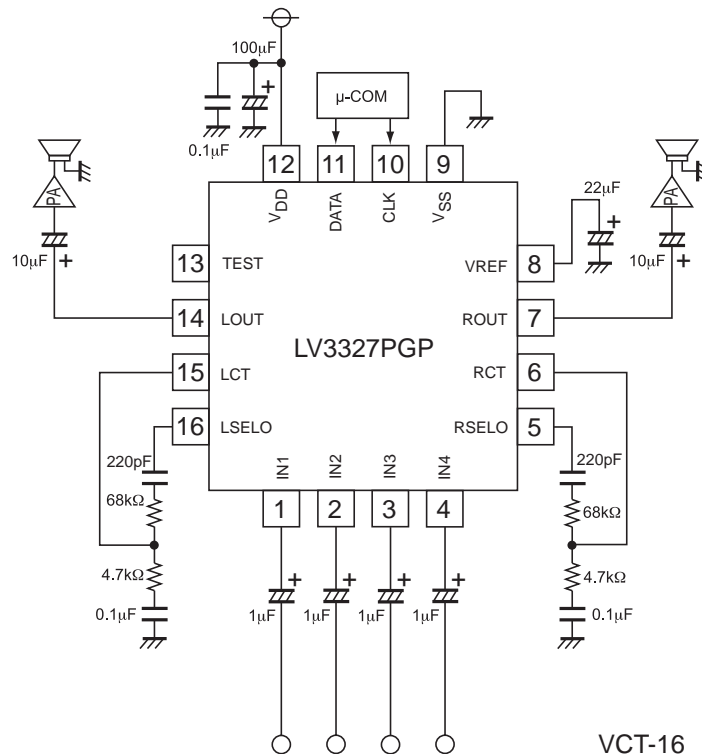 100μF
+
μ-COM
0.1μF
12
11
10
9
VDD
DATA
CLK
VSS
22μF
+
PA
PA
10μF
+
10μF
+
13
TEST
VREF
8
14
LOUT
ROUT
7
LV3327PGP
15
LCT
RCT
6
16
LSELO
RSELO
5
IN1
IN2
IN3
IN4
220pF
220pF
1
2
3
4
68kΩ
68kΩ
4.7kΩ
4.7kΩ
+
+
+
+
0.1μF
1μF
1μF
1μF
1μF
0.1μF
VCT-16